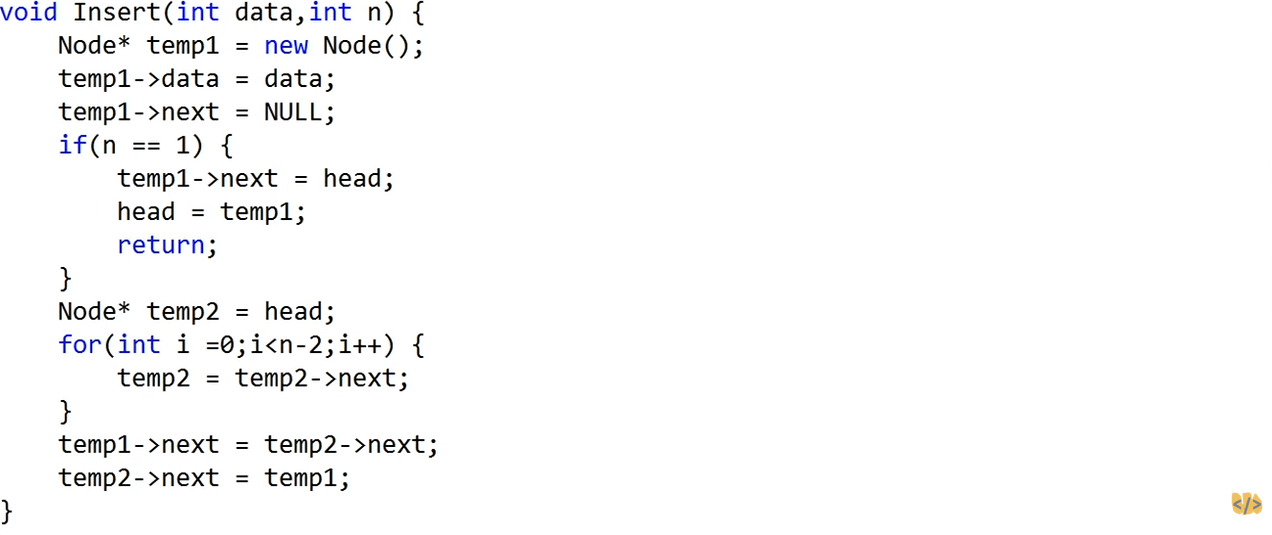 void Insert(int data,int n) {
    Node* temp1 = new Node();
    temp1->data = data;
    temp1->next = NULL;
    if(n == 1) {
        temp1->next = head;
        head = temp1;
        return;
    }
    Node* temp2 = head;
    for(int i =0;i<n-2;i++) {
        temp2 = temp2->next;
    }
    temp1->next = temp2->next;
    temp2->next = temp1;
}
</>